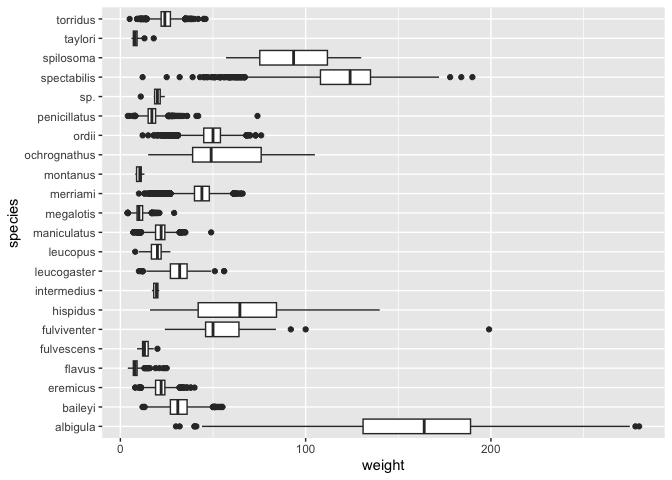 torridus
taylori
spilosoma
spectabilis
sp.
penicillatus
ordii
ochrognathus
montanus
merriami
megalotis
maniculatus
leucopus
leucogaster
intermedius
hispidus
fulviventer
fulvescens
flavus
eremicus
baileyi
albigula
species
0 100 200
weight